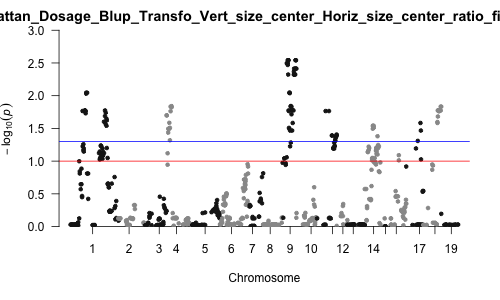 attan_Dosage_Blup_Transfo_Vert_size_center_Horiz_size_center_ratio_fi
3.0
2.5
2.0
1.5
1.0
0.5
0.0
− log₁₀(p)
1 2 3 4 5 6 7 8 9 10 12 14 17 19
Chromosome